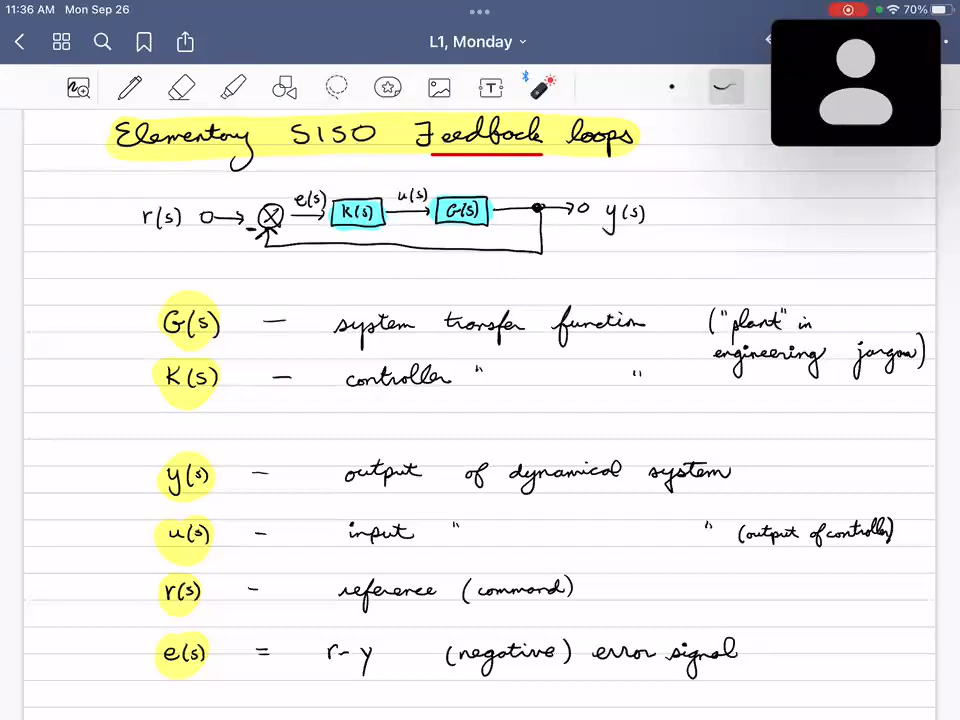 11:36 AM Mon Sep 26
70%
L1, Monday
Elementary SISO Feedback loops
r(s) e(s) K(s) u(s) G(s) y(s)
-
G(s) — system transfer function ("plant" in engineering jargon)
K(s) — controller " "
y(s) — output of dynamical system
u(s) — input " " (output of controller)
r(s) — reference (command)
e(s) = r-y (negative) error signal